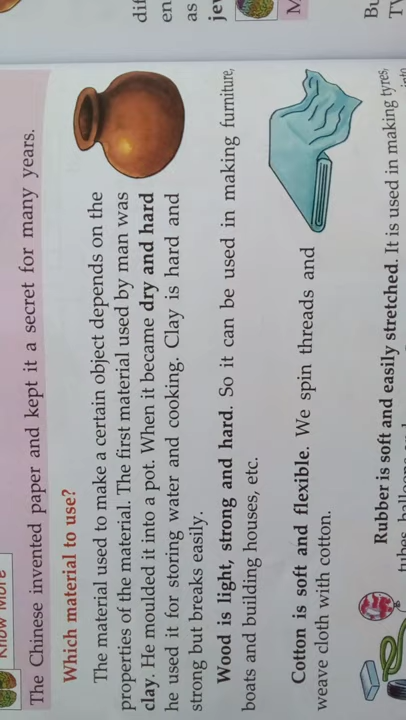 dif
en
as
jev
M
Bu
TV
Know More
The Chinese invented paper and kept it a secret for many years.
Which material to use?
The material used to make a certain object depends on the
properties of the material. The first material used by man was
clay. He moulded it into a pot. When it became dry and hard
he used it for storing water and cooking. Clay is hard and
strong but breaks easily.
Wood is light, strong and hard. So it can be used in making furniture,
boats and building houses, etc.
Cotton is soft and flexible. We spin threads and
weave cloth with cotton.
Rubber is soft and easily stretched. It is used in making tyres,
tubes, balloons and